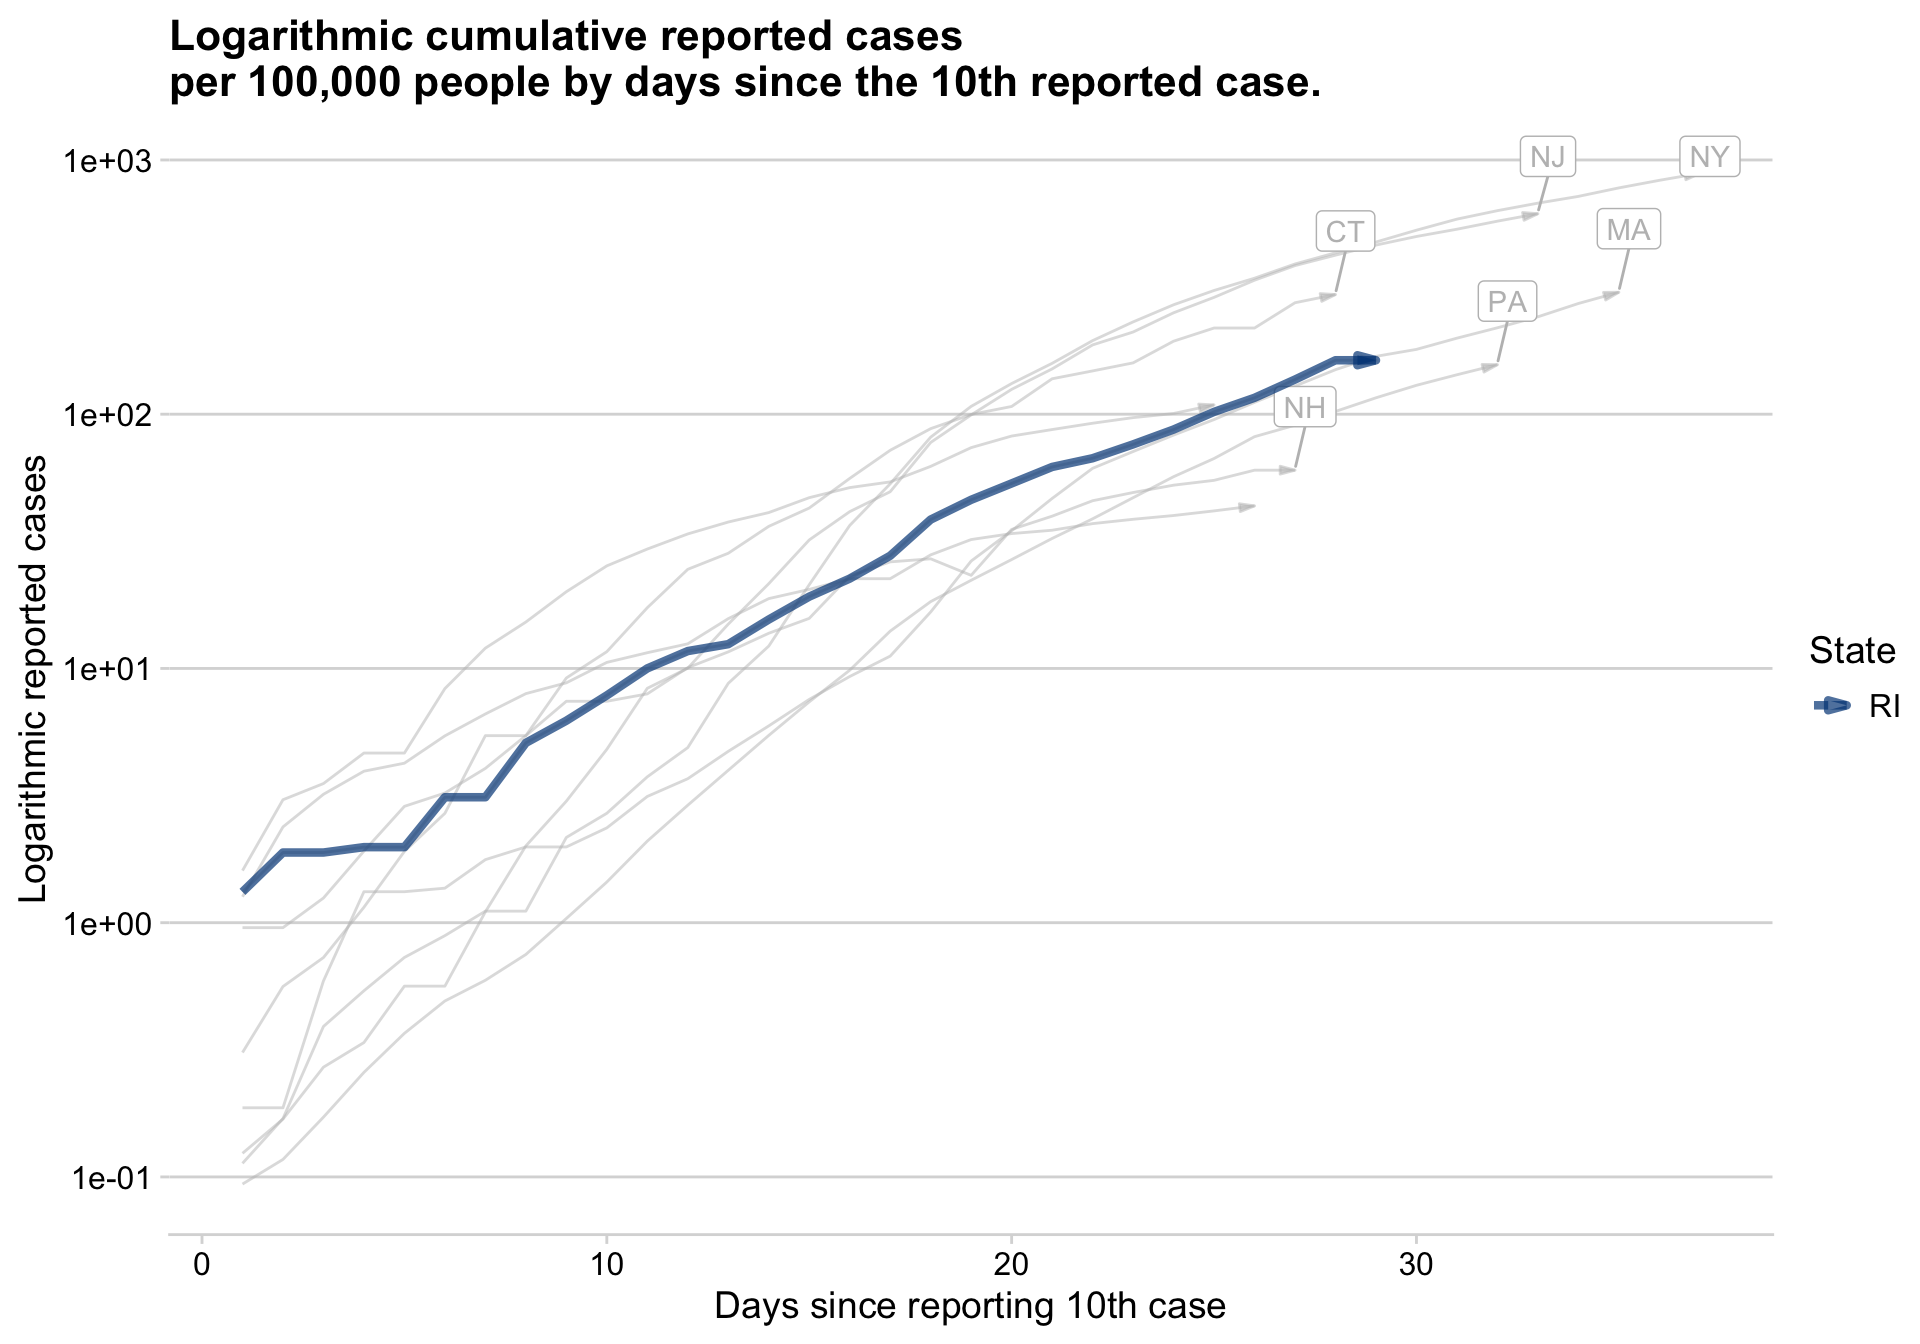 Logarithmic cumulative reported cases
per 100,000 people by days since the 10th reported case.
1e+03
1e+02
1e+01
1e+00
1e-01
Logarithmic reported cases
NJ
NY
CT
MA
PA
NH
State
RI
0
10
20
30
Days since reporting 10th case